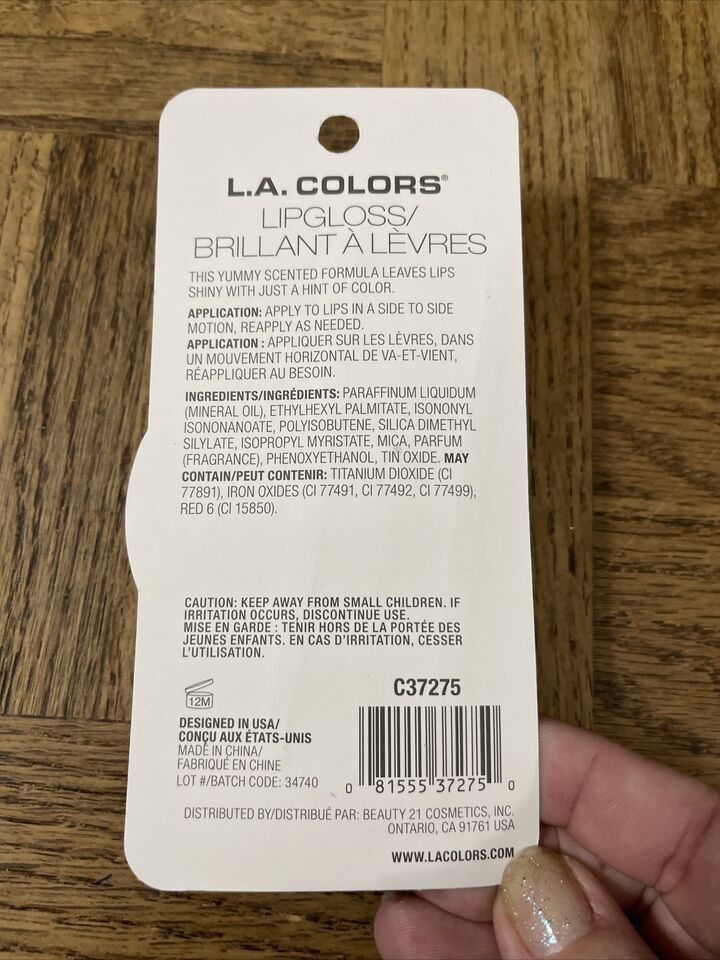 L.A. COLORS®
LIPGLOSS/
BRILLANT À LÈVRES
THIS YUMMY SCENTED FORMULA LEAVES LIPS
SHINY WITH JUST A HINT OF COLOR.
APPLICATION: APPLY TO LIPS IN A SIDE TO SIDE
MOTION, REAPPLY AS NEEDED.
APPLICATION : APPLIQUER SUR LES LÈVRES, DANS
UN MOUVEMENT HORIZONTAL DE VA-ET-VIENT,
RÉAPPLIQUER AU BESOIN.
INGREDIENTS/INGRÉDIENTS: PARAFFINUM LIQUIDUM
(MINERAL OIL), ETHYLHEXYL PALMITATE, ISONONYL
ISONONANOATE, POLYISOBUTENE, SILICA DIMETHYL
SILYLATE, ISOPROPYL MYRISTATE, MICA, PARFUM
(FRAGRANCE), PHENOXYETHANOL, TIN OXIDE. MAY
CONTAIN/PEUT CONTENIR: TITANIUM DIOXIDE (CI
77891), IRON OXIDES (CI 77491, CI 77492, CI 77499),
RED 6 (CI 15850).
CAUTION: KEEP AWAY FROM SMALL CHILDREN. IF
IRRITATION OCCURS, DISCONTINUE USE.
MISE EN GARDE : TENIR HORS DE LA PORTÉE DES
JEUNES ENFANTS. EN CAS D'IRRITATION, CESSER
L'UTILISATION.
12M
C37275
DESIGNED IN USA/
CONÇU AUX ÉTATS-UNIS
MADE IN CHINA/
FABRIQUÉ EN CHINE
LOT #/BATCH CODE: 34740
0 81555 37275 0
DISTRIBUTED BY/DISTRIBUÉ PAR: BEAUTY 21 COSMETICS, INC.
ONTARIO, CA 91761 USA
WWW.LACOLORS.COM